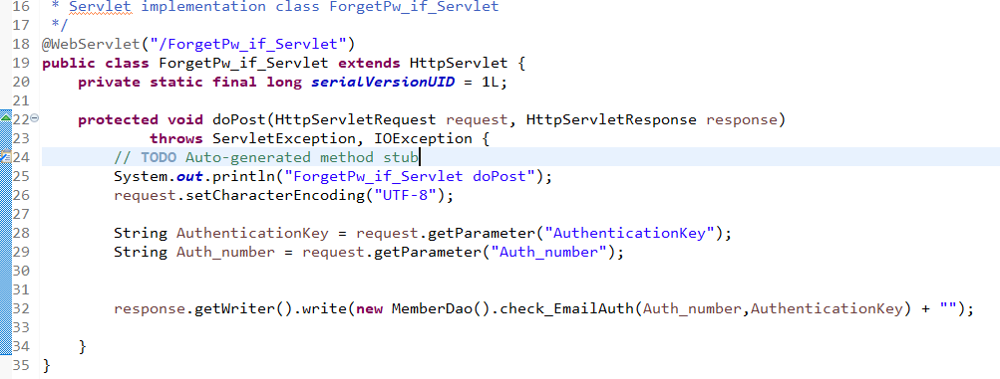 16  * Servlet implementation class ForgetPw_if_Servlet
17  */
18 @WebServlet("/ForgetPw_if_Servlet")
19 public class ForgetPw_if_Servlet extends HttpServlet {
20     private static final long serialVersionUID = 1L;
21
22     protected void doPost(HttpServletRequest request, HttpServletResponse response)
23             throws ServletException, IOException {
24         // TODO Auto-generated method stub
25         System.out.println("ForgetPw_if_Servlet doPost");
26         request.setCharacterEncoding("UTF-8");
27
28         String AuthenticationKey = request.getParameter("AuthenticationKey");
29         String Auth_number = request.getParameter("Auth_number");
30
31
32         response.getWriter().write(new MemberDao().check_EmailAuth(Auth_number,AuthenticationKey) + "");
33
34     }
35 }